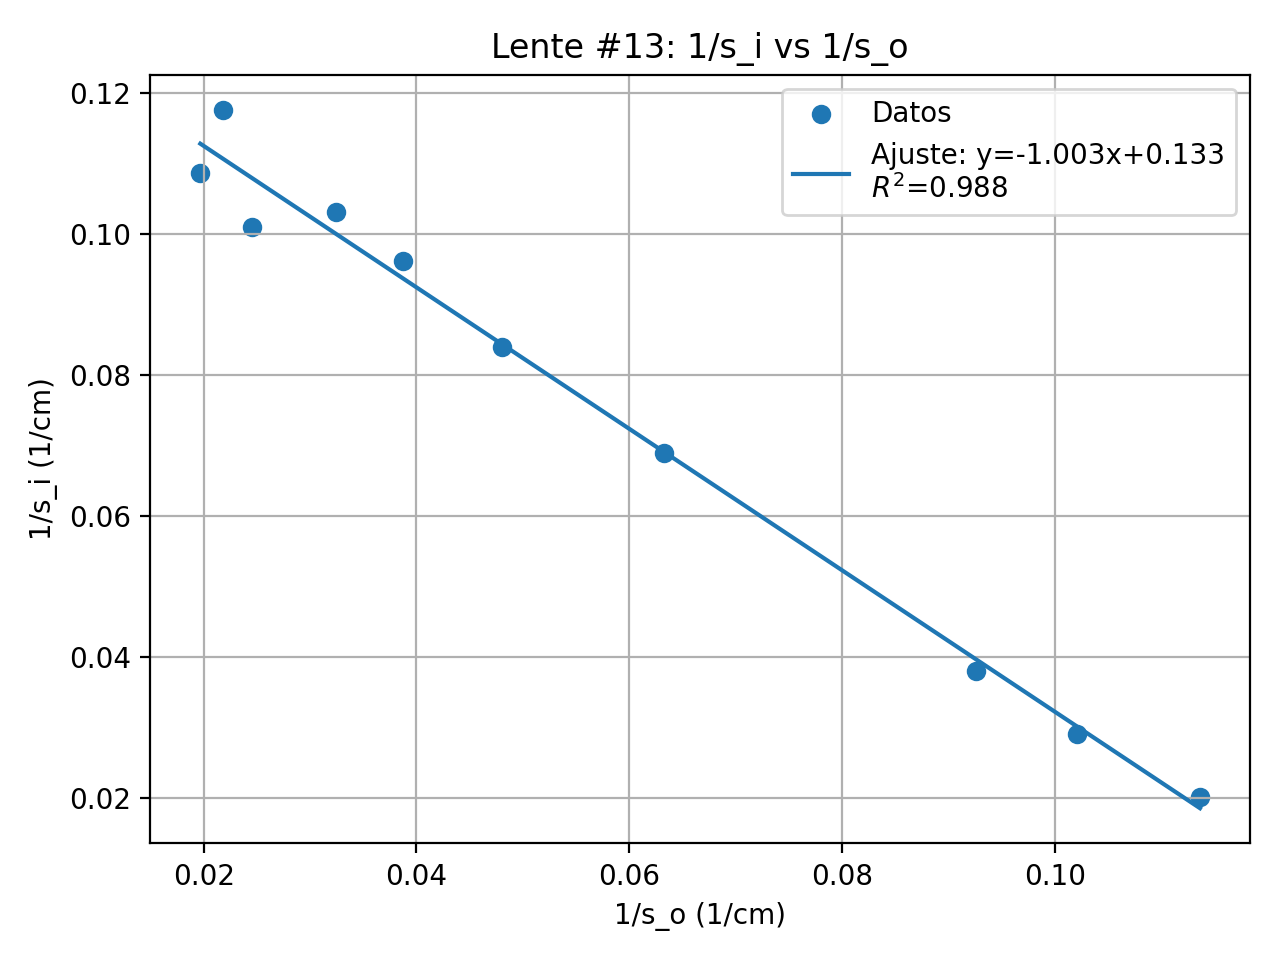 Lente #13: 1/s_i vs 1/s_o
Datos
Ajuste: y=-1.003x+0.133
R²=0.988
0.12
0.10
0.08
0.06
0.04
0.02
1/s_i (1/cm)
0.02 0.04 0.06 0.08 0.10
1/s_o (1/cm)